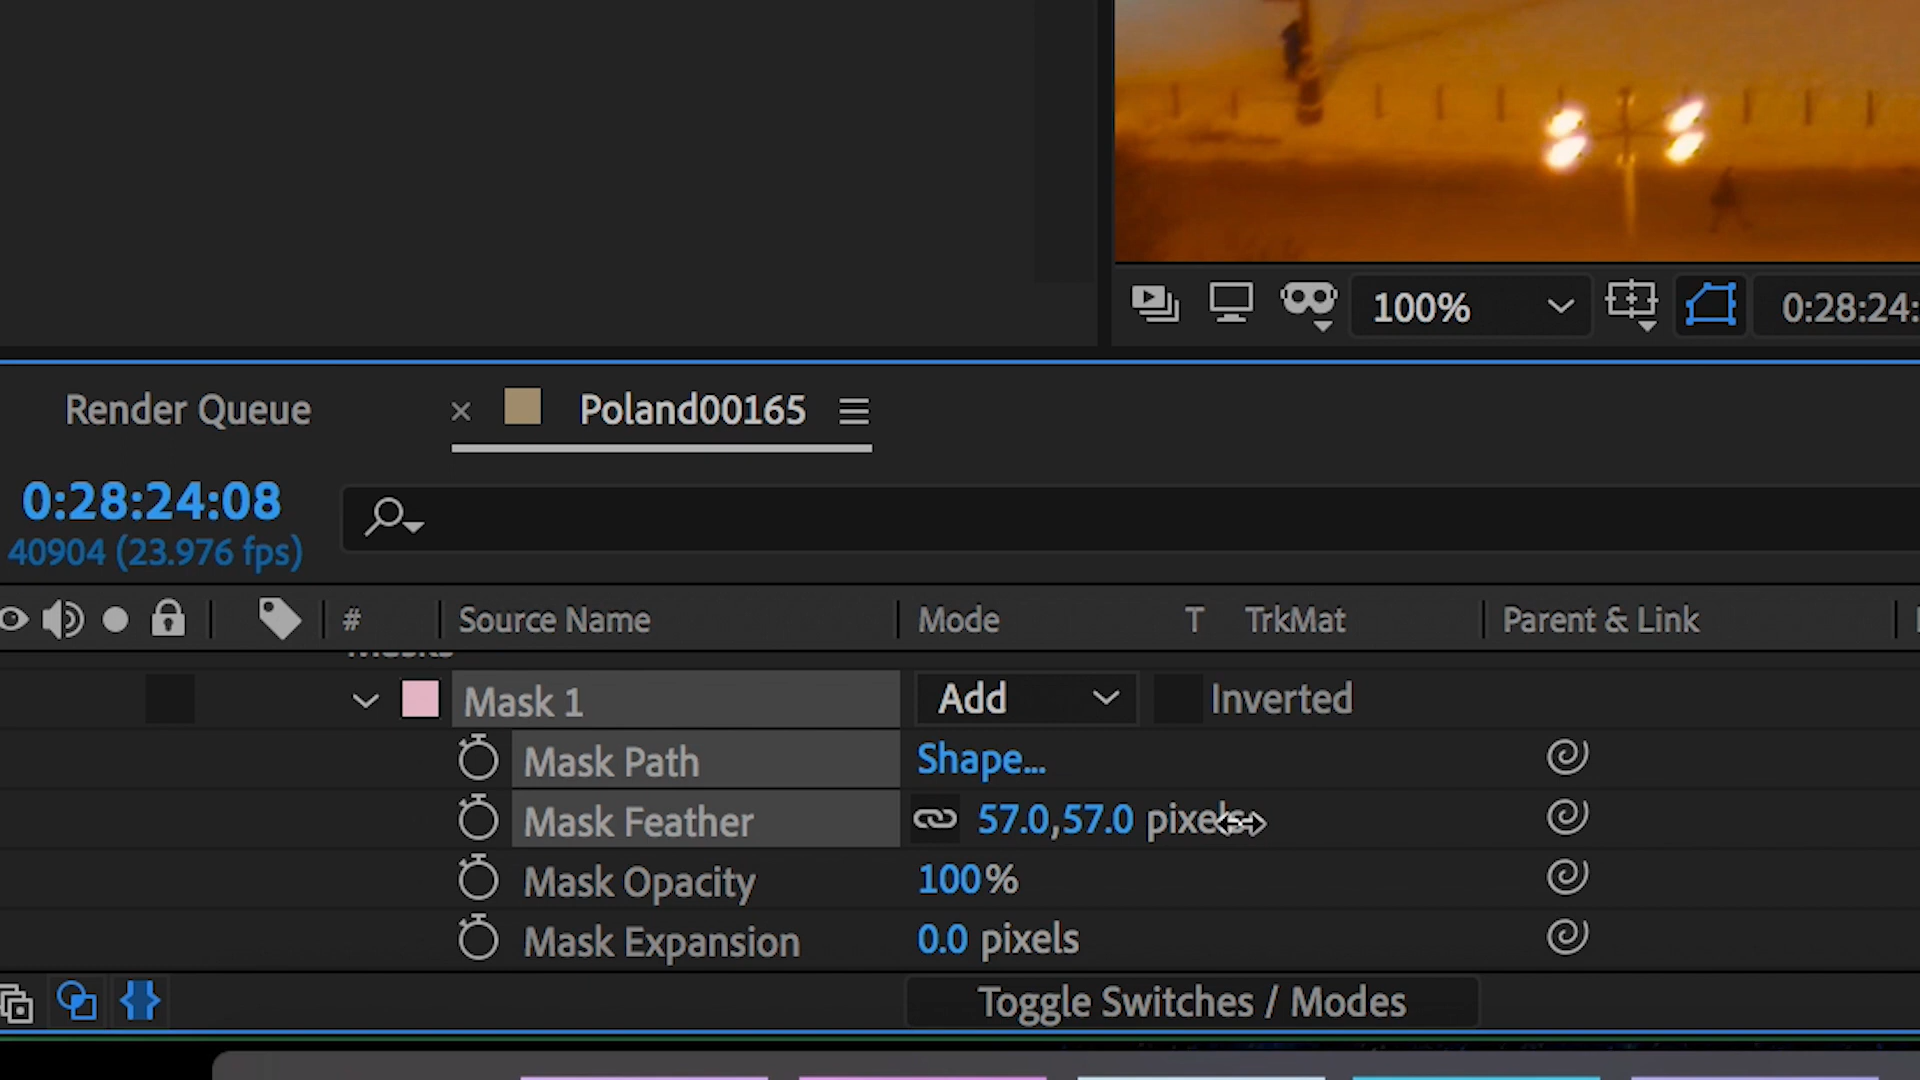 100%
0:28:24:
Render Queue
× Poland00165
0:28:24:08
40904 (23.976 fps)
# Source Name Mode T TrkMat Parent & Link
Masks
Mask 1 Add Inverted
Mask Path Shape...
Mask Feather 57.0,57.0 pixels
Mask Opacity 100%
Mask Expansion 0.0 pixels
Toggle Switches / Modes